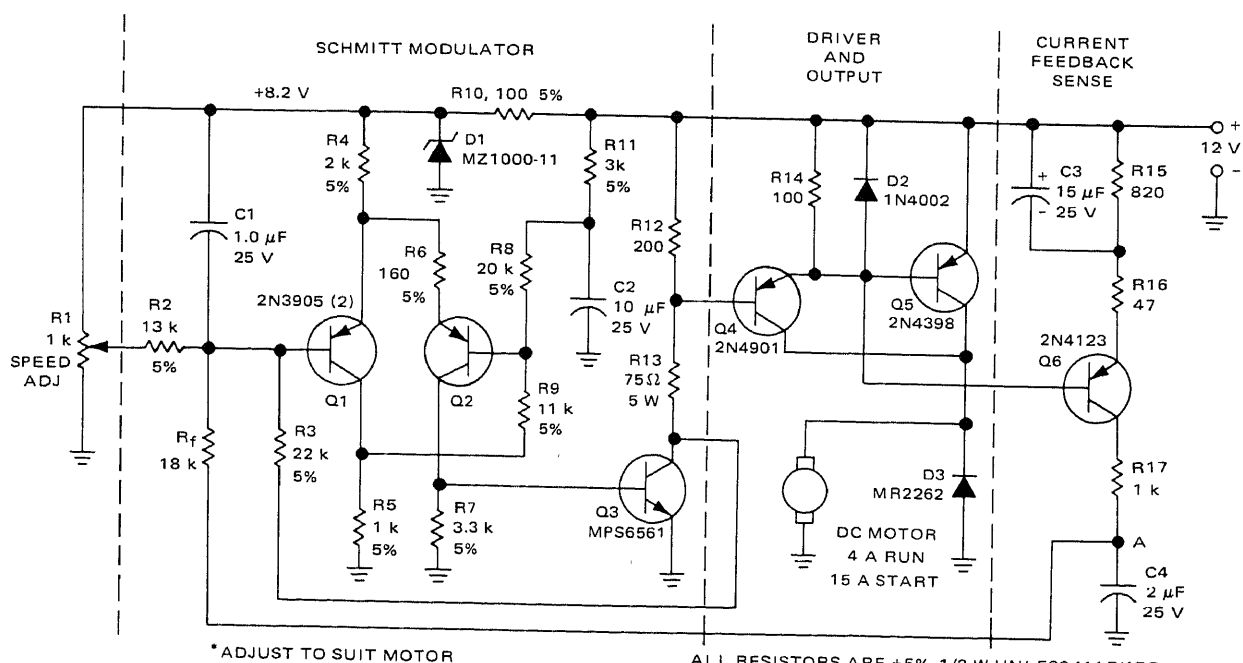 SCHMITT MODULATOR
DRIVER
AND
OUTPUT
CURRENT
FEEDBACK
SENSE
+8.2 V
R10, 100 5%
R4
2 k
5%
D1
MZ1000-11
R11
3k
5%
R14
100
D2
1N4002
C3
15 µF
25 V
+
−
R15
820
+
12 V
-
C1
1.0 µF
25 V
R6
160
5%
R8
20 k
5%
R12
200
C2
10 µF
25 V
R16
47
R1
1 k
SPEED
ADJ
R2
13 k
5%
2N3905 (2)
Q1
Q2
R9
11 k
5%
R13
75Ω
5 W
Q4
2N4901
Q5
2N4398
2N4123
Q6
Rf
18 k
R3
22 k
5%
R5
1 k
5%
R7
3.3 k
5%
Q3
MPS6561
DC MOTOR
4 A RUN
15 A START
D3
MR2262
R17
1 k
A
C4
2 µF
25 V
*ADJUST TO SUIT MOTOR